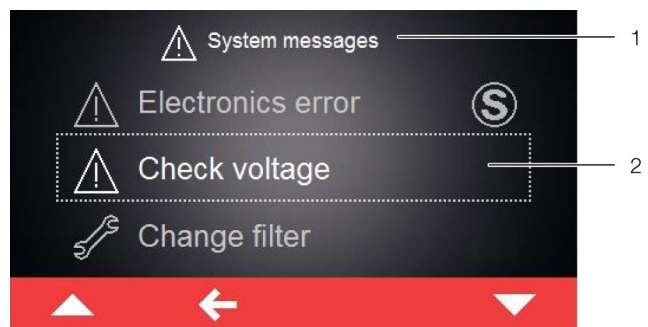 System messages
1
Electronics error
S
Check voltage
2
Change filter